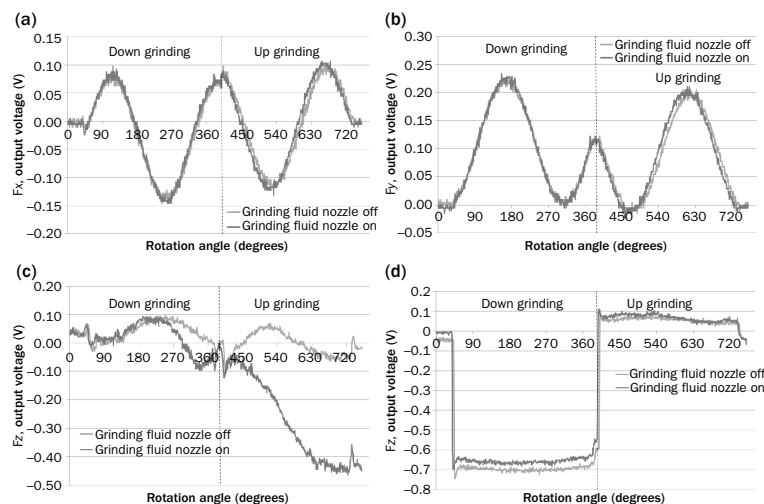 (a)
0.15
0.10
0.05
0.00
−0.05
−0.10
−0.15
−0.20
Fx, output voltage (V)
Down grinding
Up grinding
0 90 180 270 360 450 540 630 720
Grinding fluid nozzle off
Grinding fluid nozzle on
Rotation angle (degrees)
(b)
0.30
0.25
0.20
0.15
0.10
0.05
0
−0.05
Fy, output voltage (V)
Down grinding
Grinding fluid nozzle off
Grinding fluid nozzle on
Up grinding
0 90 180 270 360 450 540 630 720
Rotation angle (degrees)
(c)
0.20
0.10
0.00
−0.10
−0.20
−0.30
−0.40
−0.50
Fz, output voltage (V)
Down grinding
Up grinding
0 90 180 270 360 450 540 630 720
Grinding fluid nozzle off
Grinding fluid nozzle on
Rotation angle (degrees)
(d)
0.2
0.1
0
−0.1
−0.2
−0.3
−0.4
−0.5
−0.6
−0.7
−0.8
Fz, output voltage (V)
Down grinding
Up grinding
0 90 180 270 360 450 540 630 720
Grinding fluid nozzle off
Grinding fluid nozzle on
Rotation angle (degrees)